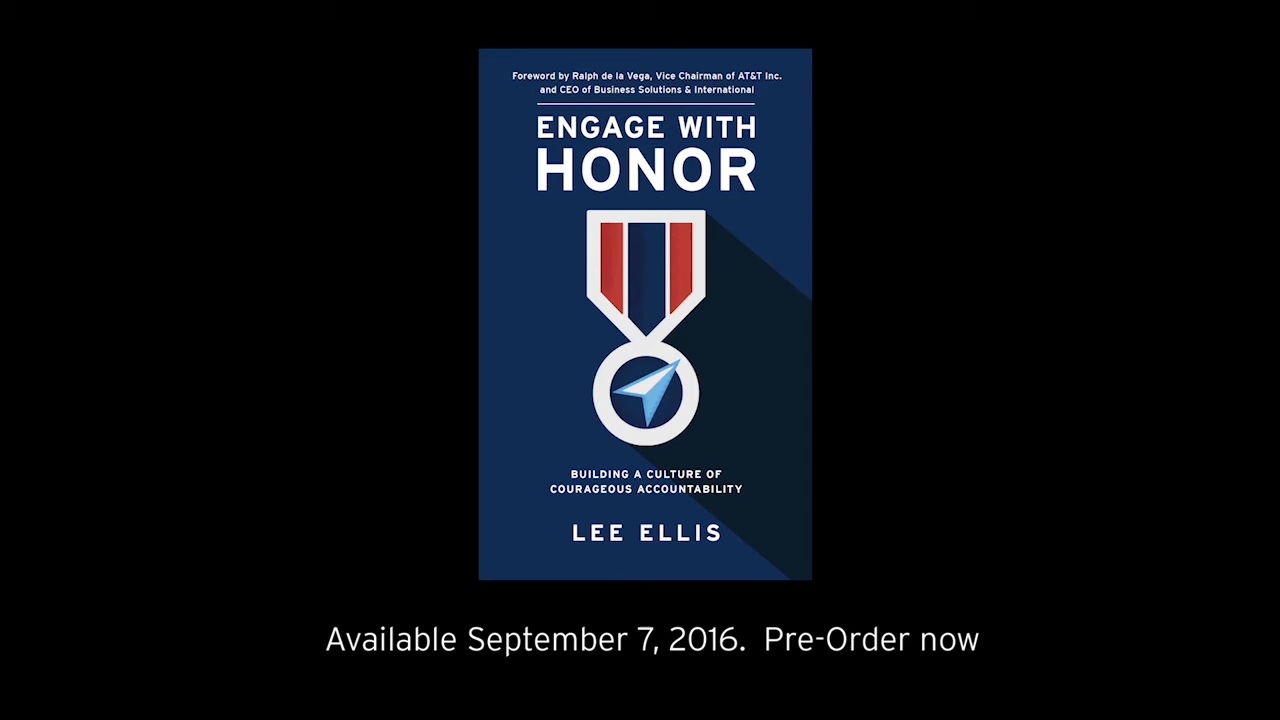 Foreword by Ralph de la Vega, Vice Chairman of AT&T Inc.
and CEO of Business Solutions & International
ENGAGE WITH
HONOR
BUILDING A CULTURE OF
COURAGEOUS ACCOUNTABILITY
LEE ELLIS
Available September 7, 2016. Pre-Order now